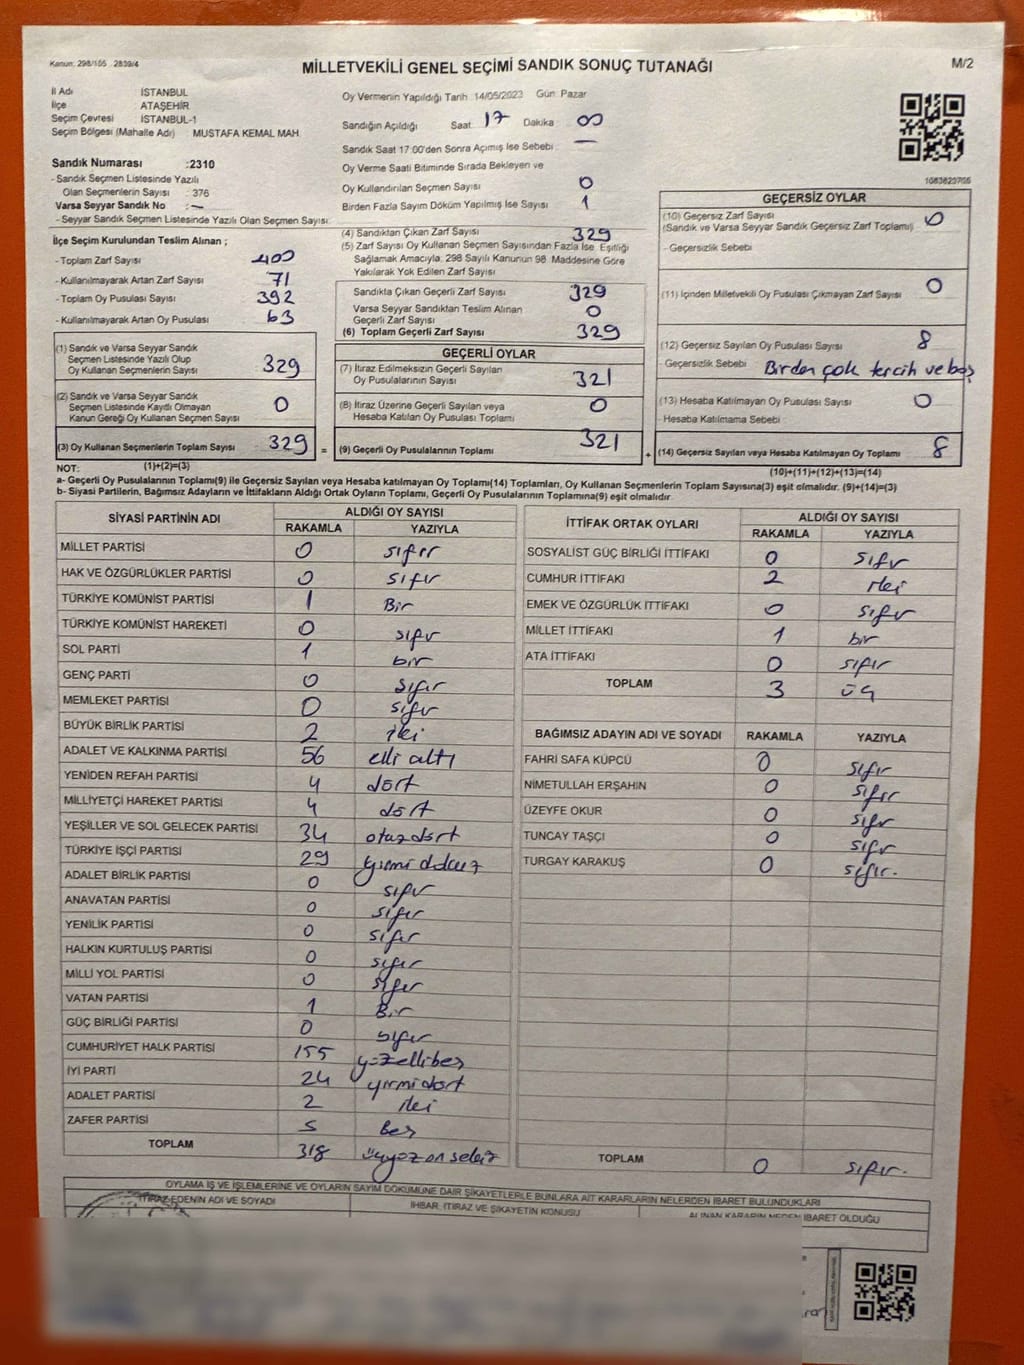 Kanun: 298/105 2839/4
MİLLETVEKİLİ GENEL SEÇİMİ SANDIK SONUÇ TUTANAĞI
M/2
İl Adı İSTANBUL
İlçe ATAŞEHİR
Seçim Çevresi İSTANBUL-1
Seçim Bölgesi (Mahalle Adı) : MUSTAFA KEMAL MAH.
Sandık Numarası :2310
- Sandık Seçmen Listesinde Yazılı
Olan Seçmenlerin Sayısı : 376
Varsa Seyyar Sandık No : -
- Seyyar Sandık Seçmen Listesinde Yazılı Olan Seçmen Sayısı:
Oy Vermenin Yapıldığı Tarih :14/05/2023 Gün: Pazar
Sandığın Açıldığı Saat: 17 Dakika: 00
Sandık Saat 17:00'den Sonra Açımış İse Sebebi : —
Oy Verme Saati Bitiminde Sırada Bekleyen ve
Oy Kullandırılan Seçmen Sayısı 0
Birden Fazla Sayım Döküm Yapılmış İse Sayısı 1
1083623705
İlçe Seçim Kurulundan Teslim Alınan ;
- Toplam Zarf Sayısı 400
- Kullanılmayarak Artan Zarf Sayısı 71
- Toplam Oy Pusulası 392
- Kullanılmayarak Artan Oy Pusulası 63
(4) Sandıktan Çıkan Zarf Sayısı 329
(5) Zarf Sayısı Oy Kullanan Seçmen Sayısından Fazla İse, Eşitliği
Sağlamak Amacıyla, 298 Sayılı Kanunun 98. Maddesine Göre
Yakılarak Yok Edilen Zarf Sayısı
Sandıkta Çıkan Geçerli Zarf Sayısı 329
Varsa Seyyar Sandıktan Teslim Alınan
Geçerli Zarf Sayısı 0
(6) Toplam Geçerli Zarf Sayısı 329
GEÇERSİZ OYLAR
(10) Geçersiz Zarf Sayısı 0
(Sandık ve Varsa Seyyar Sandık Geçersiz Zarf Toplamı)
- Geçersizlik Sebebi
(11) İçinden Milletvekili Oy Pusulası Çıkmayan Zarf Sayısı 0
(12) Geçersiz Sayılan Oy Pusulası Sayısı 8
- Geçersizlik Sebebi : Birden çok tercih ve boş
(13) Hesaba Katılmayan Oy Pusulası Sayısı 0
- Hesaba Katılmama Sebebi
(14) Geçersiz Sayılan veya Hesaba Katılmayan Oy Toplamı 8
(10)+(11)+(12)+(13)=(14)
(1) Sandık ve Varsa Seyyar Sandık
Seçmen Listesinde Yazılı Olup
Oy Kullanan Seçmenlerin Sayısı 329
(2) Sandık ve Varsa Seyyar Sandık
Seçmen Listesinde Kayıtlı Olmayan
Kanun Gereği Oy Kullanan Seçmen Sayısı 0
(3) Oy Kullanan Seçmenlerin Toplam Sayısı 329 =
(1)+(2)=(3)
GEÇERLİ OYLAR
(7) İtiraz Edilmeksizin Geçerli Sayılan
Oy Pusulalarının Sayısı 321
(8) İtiraz Üzerine Geçerli Sayılan veya
Hesaba Katılan Oy Pusulası Toplamı 0
(9) Geçerli Oy Pusulalarının Toplamı 321 +
NOT:
a- Geçerli Oy Pusulalarının Toplamı(9) ile Geçersiz Sayılan veya Hesaba katılmayan Oy Toplamı(14) Toplamları, Oy Kullanan Seçmenlerin Toplam Sayısına(3) eşit olmalıdır. (9)+(14)=(3)
b- Siyasi Partilerin, Bağımsız Adayların ve İttifakların Aldığı Ortak Oyların Toplamı, Geçerli Oy Pusulalarının Toplamına(9) eşit olmalıdır
SİYASİ PARTİNİN ADI ALDIĞI OY SAYISI
RAKAMLA YAZIYLA
MİLLET PARTİSİ 0 sıfır
HAK VE ÖZGÜRLÜKLER PARTİSİ 0 sıfır
TÜRKİYE KOMÜNİST PARTİSİ 1 Bir
TÜRKİYE KOMÜNİST HAREKETİ 0 sıfır
SOL PARTİ 1 bir
GENÇ PARTİ 0 sıfır
MEMLEKET PARTİSİ 0 sıfır
BÜYÜK BİRLİK PARTİSİ 2 iki
ADALET VE KALKINMA PARTİSİ 56 elli altı
YENİDEN REFAH PARTİSİ 4 dört
MİLLİYETÇİ HAREKET PARTİSİ 4 dört
YEŞİLLER VE SOL GELECEK PARTİSİ 34 otuzdört
TÜRKİYE İŞÇİ PARTİSİ 29 yirmi dokuz
ADALET BİRLİK PARTİSİ 0 sıfır
ANAVATAN PARTİSİ 0 sıfır
YENİLİK PARTİSİ 0 sıfır
HALKIN KURTULUŞ PARTİSİ 0 sıfır
MİLLİ YOL PARTİSİ 0 sıfır
VATAN PARTİSİ 1 Bir
GÜÇ BİRLİĞİ PARTİSİ 0 sıfır
CUMHURİYET HALK PARTİSİ 155 yüzellibeş
İYİ PARTİ 24 yirmidört
ADALET PARTİSİ 2 iki
ZAFER PARTİSİ 5 beş
TOPLAM 318 üçyüz on sekiz
İTTİFAK ORTAK OYLARI ALDIĞI OY SAYISI
RAKAMLA YAZIYLA
SOSYALİST GÜÇ BİRLİĞİ İTTİFAKI 0 sıfır
CUMHUR İTTİFAKI 2 iki
EMEK VE ÖZGÜRLÜK İTTİFAKI 0 sıfır
MİLLET İTTİFAKI 1 bir
ATA İTTİFAKI 0 sıfır
TOPLAM 3 üç
BAĞIMSIZ ADAYIN ADI VE SOYADI RAKAMLA YAZIYLA
FAHRİ SAFA KÜPCÜ 0 sıfır
NİMETULLAH ERŞAHİN 0 sıfır
ÜZEYFE OKUR 0 sıfır
TUNCAY TAŞÇI 0 sıfır
TURGAY KARAKUŞ 0 sıfır.
TOPLAM 0 sıfır.
OYLAMA İŞ VE İŞLEMLERİNE VE OYLARIN SAYIM DÖKÜMÜNE DAİR ŞİKAYETLERLE BUNLARA AİT KARARLARIN NELERDEN İBARET BULUNDUKLARI
İTİRAZ EDENİN ADI VE SOYADI İHBAR, İTİRAZ VE ŞİKAYETİN KONUSU ALINAN KARARIN NEDEN İBARET OLDUĞU